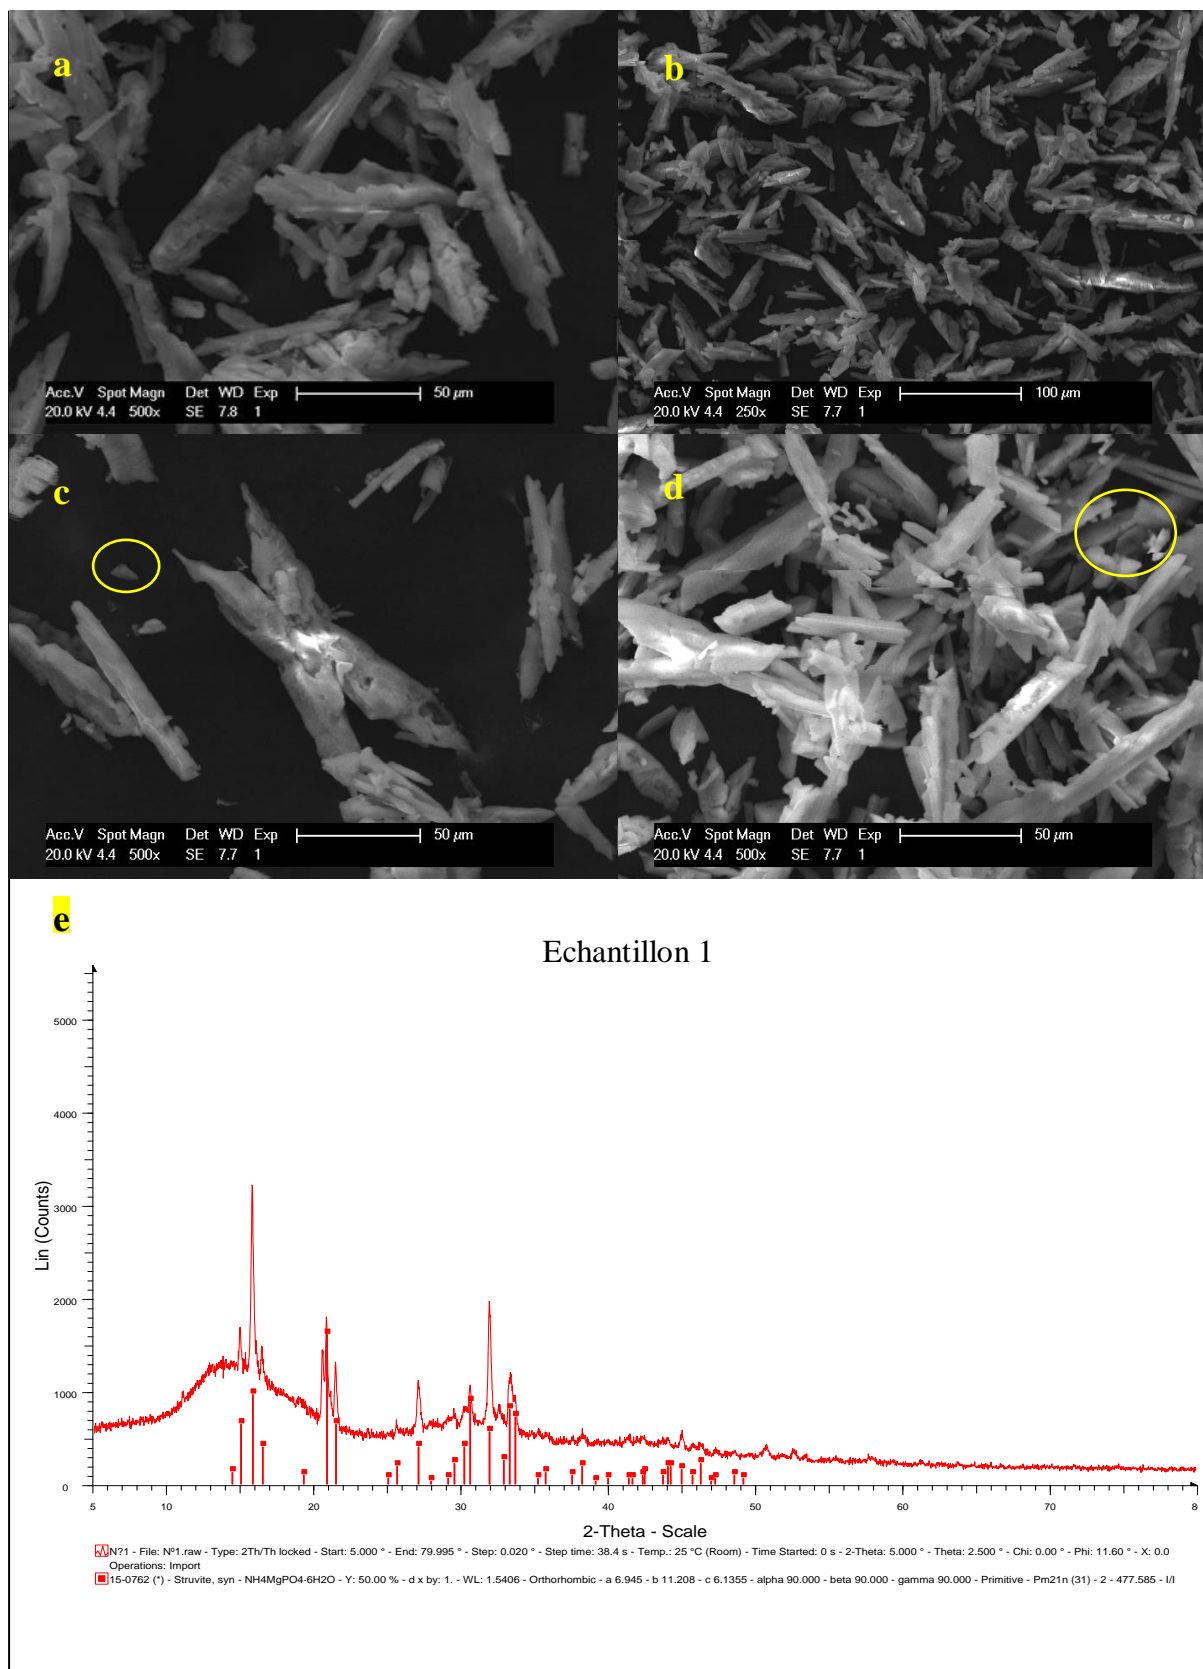 a
b
Acc.V Spot Magn Det WD Exp 50 µm
20.0 kV 4.4 500x SE 7.8 1
Acc.V Spot Magn Det WD Exp 100 µm
20.0 kV 4.4 250x SE 7.7 1
c
d
Acc.V Spot Magn Det WD Exp 50 µm
20.0 kV 4.4 500x SE 7.7 1
Acc.V Spot Magn Det WD Exp 50 µm
20.0 kV 4.4 500x SE 7.7 1
e
Echantillon 1
Lin (Counts)
5000
4000
3000
2000
1000
0
5 10 20 30 40 50 60 70 8
2-Theta - Scale
N?1 - File: Nº1.raw - Type: 2Th/Th locked - Start: 5.000 ° - End: 79.995 ° - Step: 0.020 ° - Step time: 38.4 s - Temp.: 25 °C (Room) - Time Started: 0 s - 2-Theta: 5.000 ° - Theta: 2.500 ° - Chi: 0.00 ° - Phi: 11.60 ° - X: 0.0
Operations: Import
15-0762 (*) - Struvite, syn - NH4MgPO4·6H2O - Y: 50.00 % - d x by: 1. - WL: 1.5406 - Orthorhombic - a 6.945 - b 11.208 - c 6.1355 - alpha 90.000 - beta 90.000 - gamma 90.000 - Primitive - Pm21n (31) - 2 - 477.585 - I/I